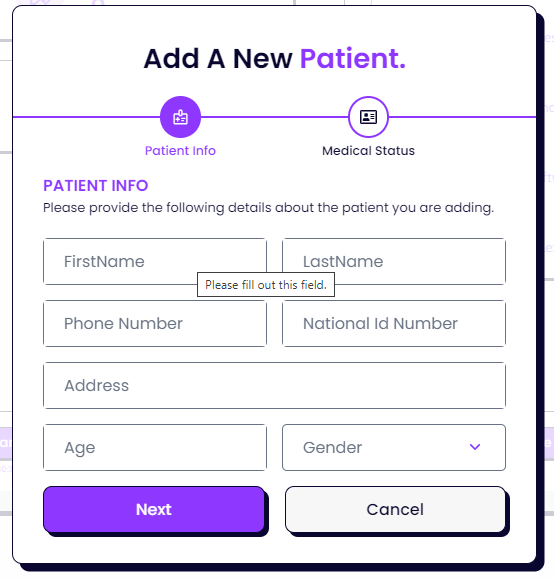 Add A New Patient.
Patient Info
Medical Status
PATIENT INFO
Please provide the following details about the patient you are adding.
FirstName
LastName
Please fill out this field.
Phone Number
National Id Number
Address
Age
Gender
Next
Cancel